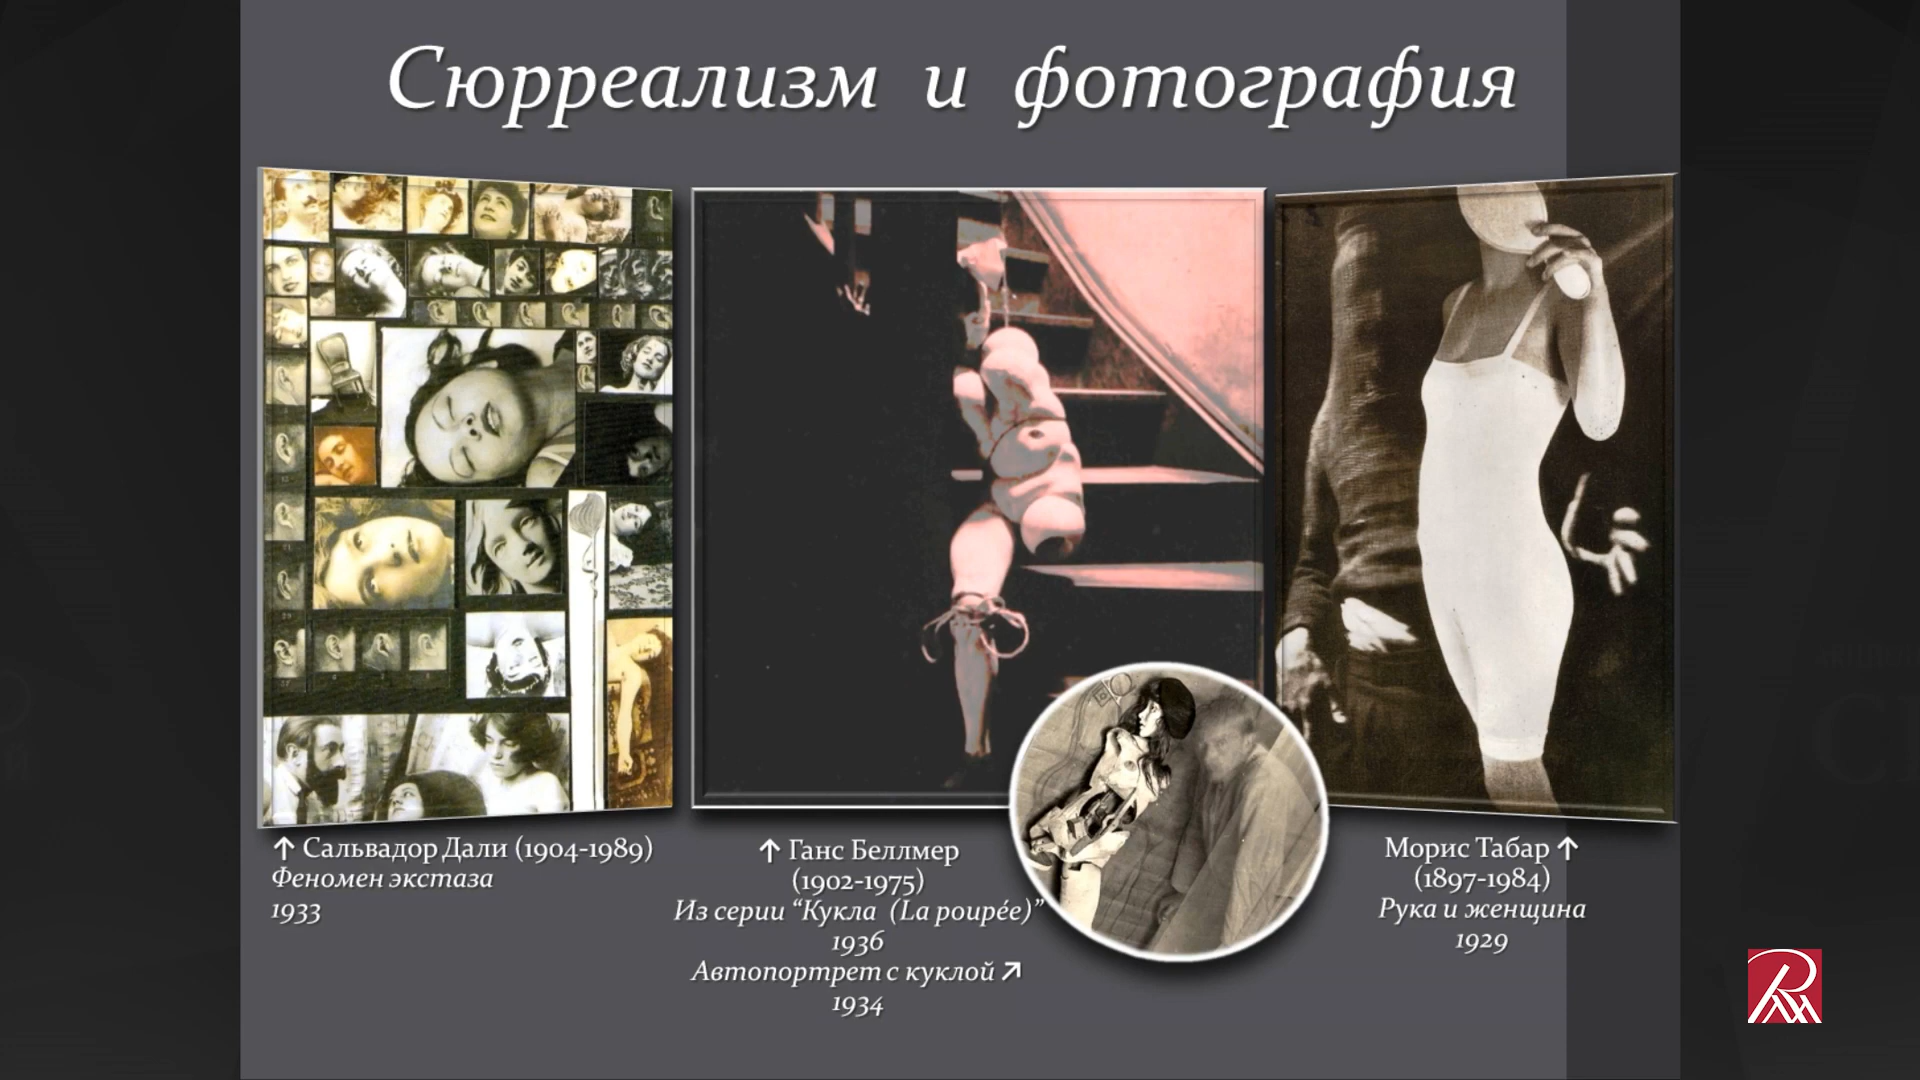 Сюрреализм и фотография
↑ Сальвадор Дали (1904-1989)
Феномен экстаза
1933
↑ Ганс Беллмер
(1902-1975)
Из серии “Кукла (La poupée)”
1936
Автопортрет с куклой ↗
1934
Морис Табар ↑
(1897-1984)
Рука и женщина
1929